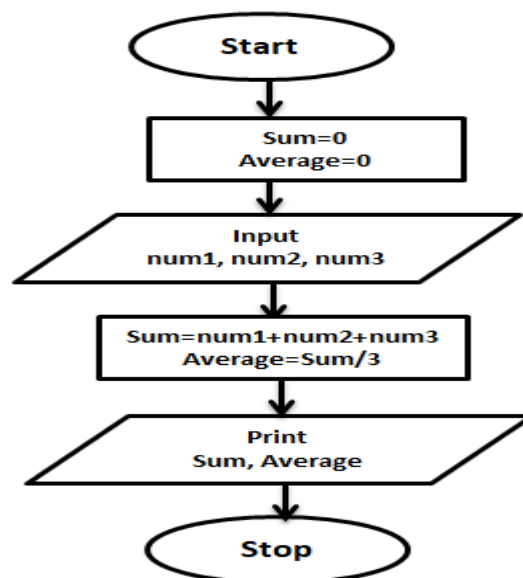 Start
Sum=0
Average=0
Input
num1, num2, num3
Sum=num1+num2+num3
Average=Sum/3
Print
Sum, Average
Stop